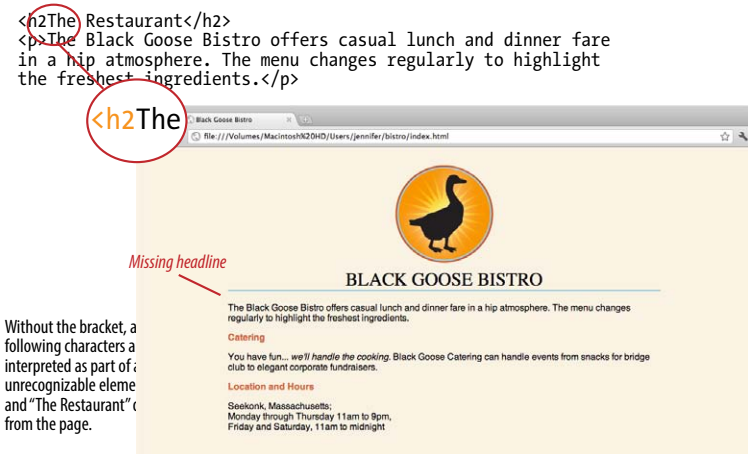 <h2The Restaurant</h2>
<p>The Black Goose Bistro offers casual lunch and dinner fare
in a hip atmosphere. The menu changes regularly to highlight
the freshest ingredients.</p>
<h2The
Black Goose Bistro
file:///Volumes/Macintosh%20HD/Users/jennifer/bistro/index.html
Missing headline
BLACK GOOSE BISTRO
The Black Goose Bistro offers casual lunch and dinner fare in a hip atmosphere. The menu changes
regularly to highlight the freshest ingredients.
Catering
You have fun... we'll handle the cooking. Black Goose Catering can handle events from snacks for bridge
club to elegant corporate fundraisers.
Location and Hours
Seekonk, Massachusetts;
Monday through Thursday 11am to 9pm,
Friday and Saturday, 11am to midnight
Without the bracket, a
following characters a
interpreted as part of a
unrecognizable eleme
and “The Restaurant”
from the page.